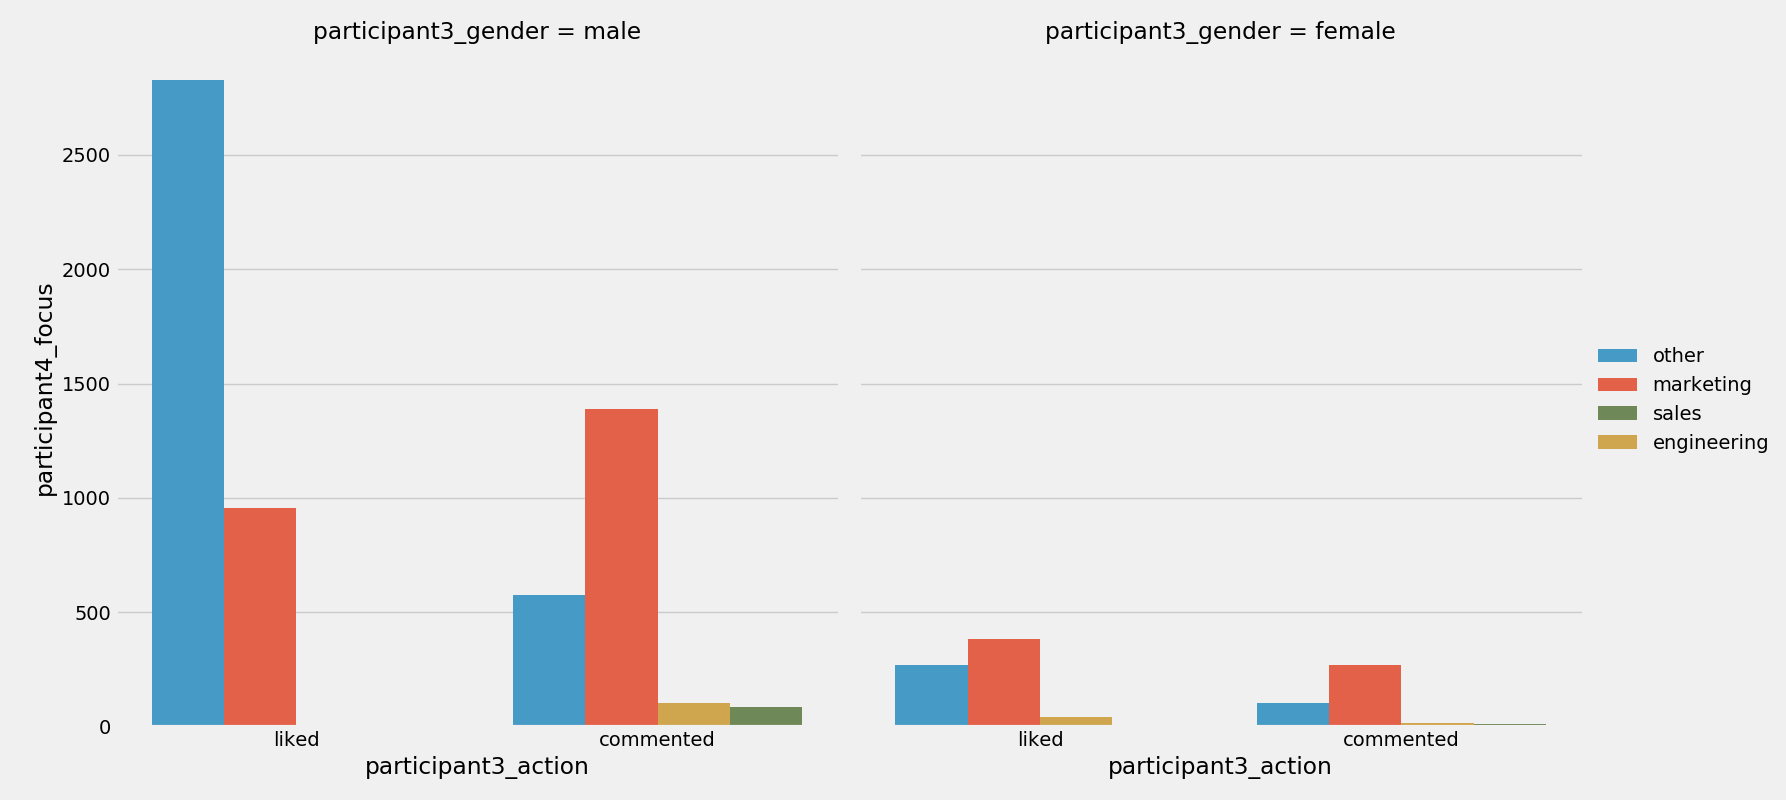 participant3_gender = male
participant3_gender = female
participant4_focus
2500
2000
1500
1000
500
0
liked
commented
liked
commented
participant3_action
participant3_action
other
marketing
sales
engineering